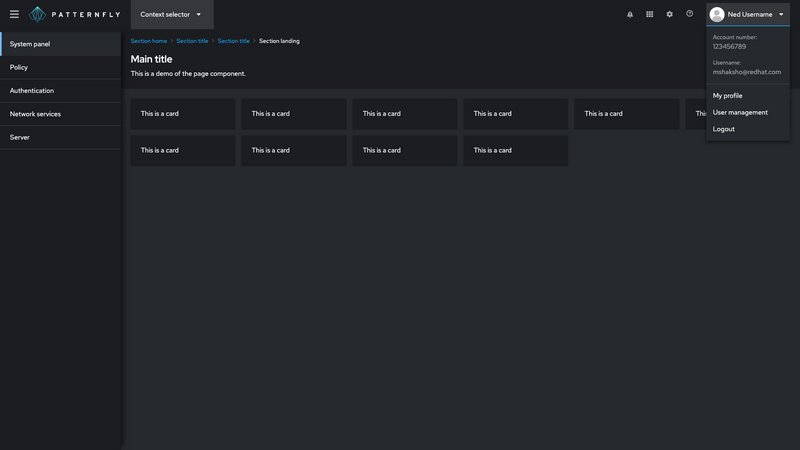 PATTERNFLY
Context selector
Ned Username
System panel
Policy
Authentication
Network services
Server
Section home > Section title > Section title > Section landing
Main title
This is a demo of the page component.
This is a card
This is a card
This is a card
This is a card
This is a card
This is a card
This is a card
This is a card
This is a card
Account number:
123456789
Username:
mshaksho@redhat.com
My profile
User management
Logout